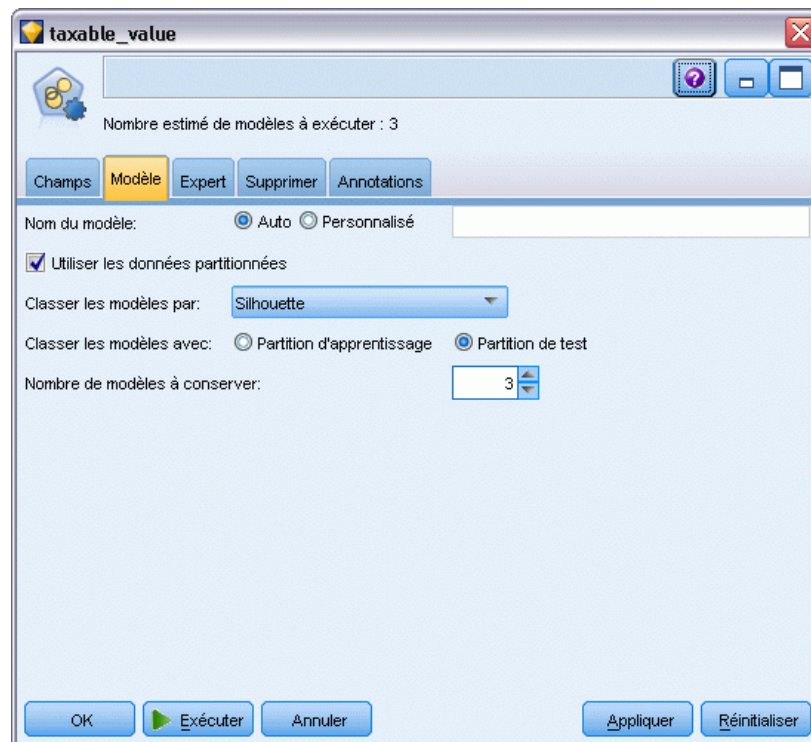 taxable_value
Nombre estimé de modèles à exécuter : 3
Champs Modèle Expert Supprimer Annotations
Nom du modèle: Auto Personnalisé
Utiliser les données partitionnées
Classer les modèles par: Silhouette
Classer les modèles avec: Partition d'apprentissage Partition de test
Nombre de modèles à conserver: 3
OK Exécuter Annuler Appliquer Réinitialiser